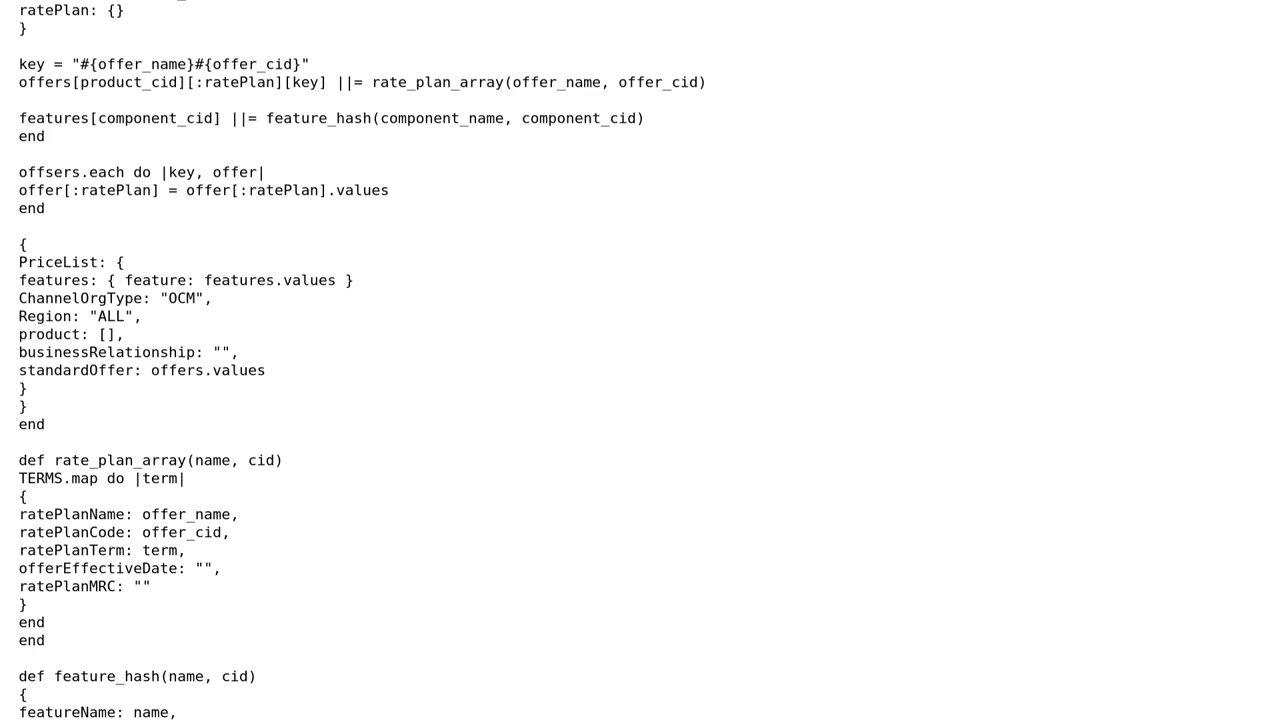 ratePlan: {}
}
key = "#{offer_name}#{offer_cid}"
offers[product_cid][:ratePlan][key] ||= rate_plan_array(offer_name, offer_cid)
features[component_cid] ||= feature_hash(component_name, component_cid)
end
offsers.each do |key, offer|
offer[:ratePlan] = offer[:ratePlan].values
end
{
PriceList: {
features: { feature: features.values }
ChannelOrgType: "OCM",
Region: "ALL",
product: [],
businessRelationship: "",
standardOffer: offers.values
}
}
end
def rate_plan_array(name, cid)
TERMS.map do |term|
{
ratePlanName: offer_name,
ratePlanCode: offer_cid,
ratePlanTerm: term,
offerEffectiveDate: "",
ratePlanMRC: ""
}
end
end
def feature_hash(name, cid)
{
featureName: name,